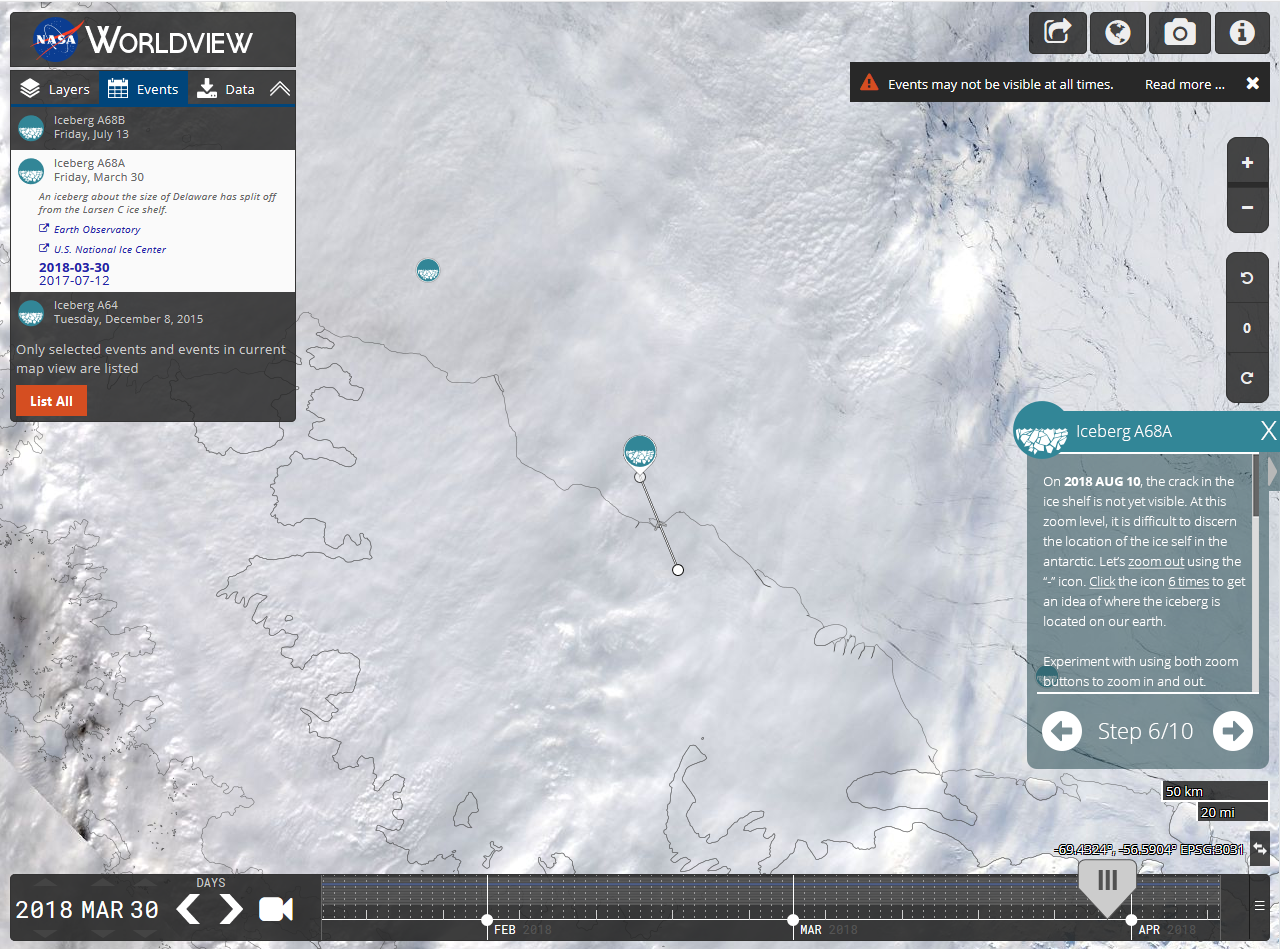 NASA WORLDVIEW
Layers Events Data
Iceberg A68B
Friday, July 13
Iceberg A68A
Friday, March 30
An iceberg about the size of Delaware has split off
from the Larsen C ice shelf.
Earth Observatory
U.S. National Ice Center
2018-03-30
2017-07-12
Iceberg A64
Tuesday, December 8, 2015
Only selected events and events in current
map view are listed
List All
Events may not be visible at all times. Read more ...
+
−
0
Iceberg A68A X
On 2018 AUG 10, the crack in the
ice shelf is not yet visible. At this
zoom level, it is difficult to discern
the location of the ice self in the
antarctic. Let's zoom out using the
“-” icon. Click the icon 6 times to get
an idea of where the iceberg is
located on our earth.
Experiment with using both zoom
buttons to zoom in and out.
Step 6/10
50 km
20 mi
-69.4324°, -56.5904° EPSG:3031
DAYS
2018 MAR 30
FEB 2018 MAR 2018 APR 2018